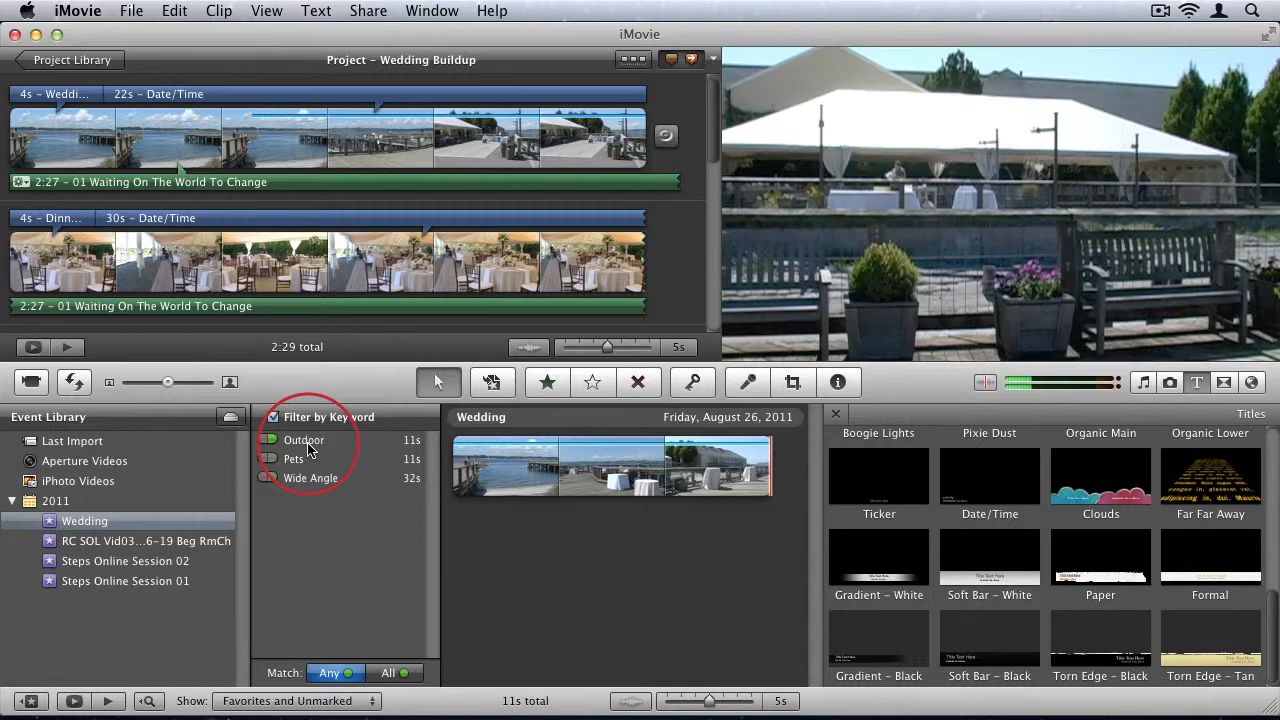 iMovie File Edit Clip View Text Share Window Help
iMovie
Project Library
Project – Wedding Buildup
4s – Weddi... 22s – Date/Time
2:27 – 01 Waiting On The World To Change
4s – Dinn... 30s – Date/Time
2:27 – 01 Waiting On The World To Change
2:29 total
5s
Event Library
Last Import
Aperture Videos
iPhoto Videos
2011
Wedding
RC SOL Vid03...6-19 Beg RmCh
Steps Online Session 02
Steps Online Session 01
Filter by Keyword
Outdoor 11s
Pets 11s
Wide Angle 32s
Match: Any All
Wedding Friday, August 26, 2011
Titles
Boogie Lights Pixie Dust Organic Main Organic Lower
Ticker Date/Time Clouds Far Far Away
Gradient – White Soft Bar – White Paper Formal
Gradient – Black Soft Bar – Black Torn Edge – Black Torn Edge – Tan
Show: Favorites and Unmarked 11s total 5s